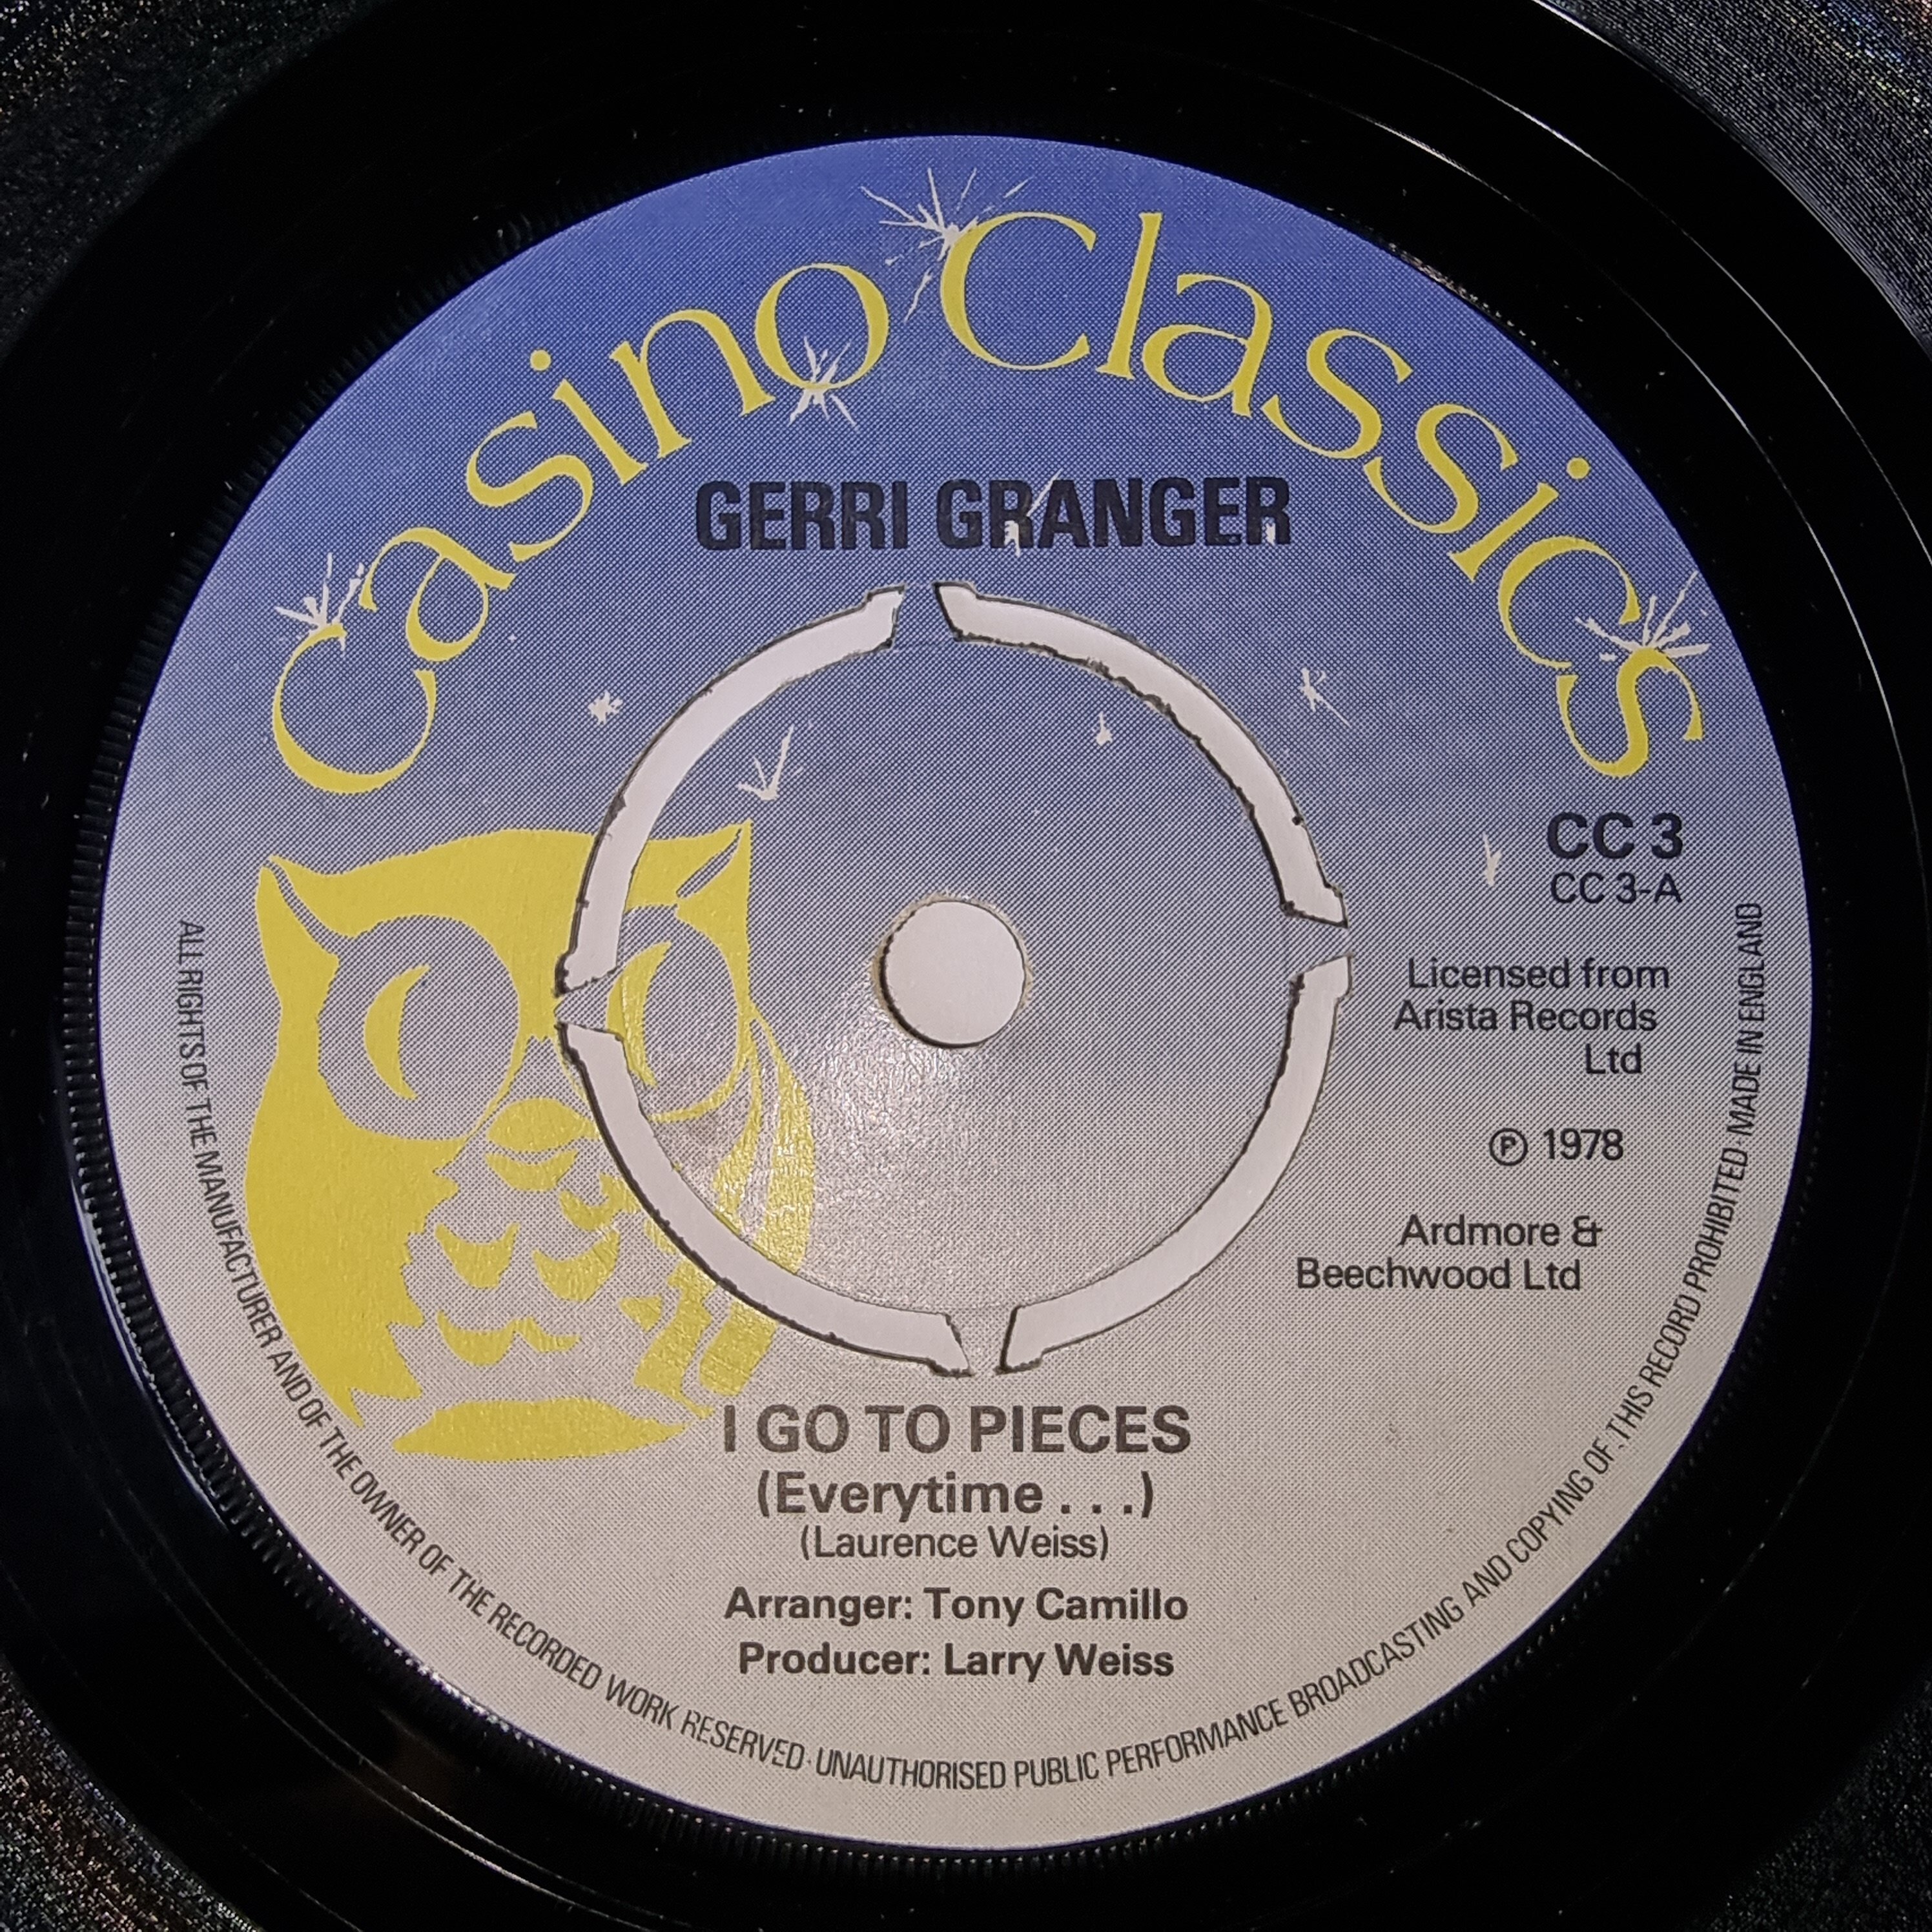 Casino Classics
GERRI GRANGER
CC 3
CC 3-A
Licensed from
Arista Records
Ltd
℗ 1978
Ardmore &
Beechwood Ltd
I GO TO PIECES
(Everytime . . .)
(Laurence Weiss)
Arranger: Tony Camillo
Producer: Larry Weiss
ALL RIGHTS OF THE MANUFACTURER AND OF THE OWNER OF THE RECORDED WORK RESERVED · UNAUTHORISED PUBLIC PERFORMANCE BROADCASTING AND COPYING OF THIS RECORD PROHIBITED · MADE IN ENGLAND